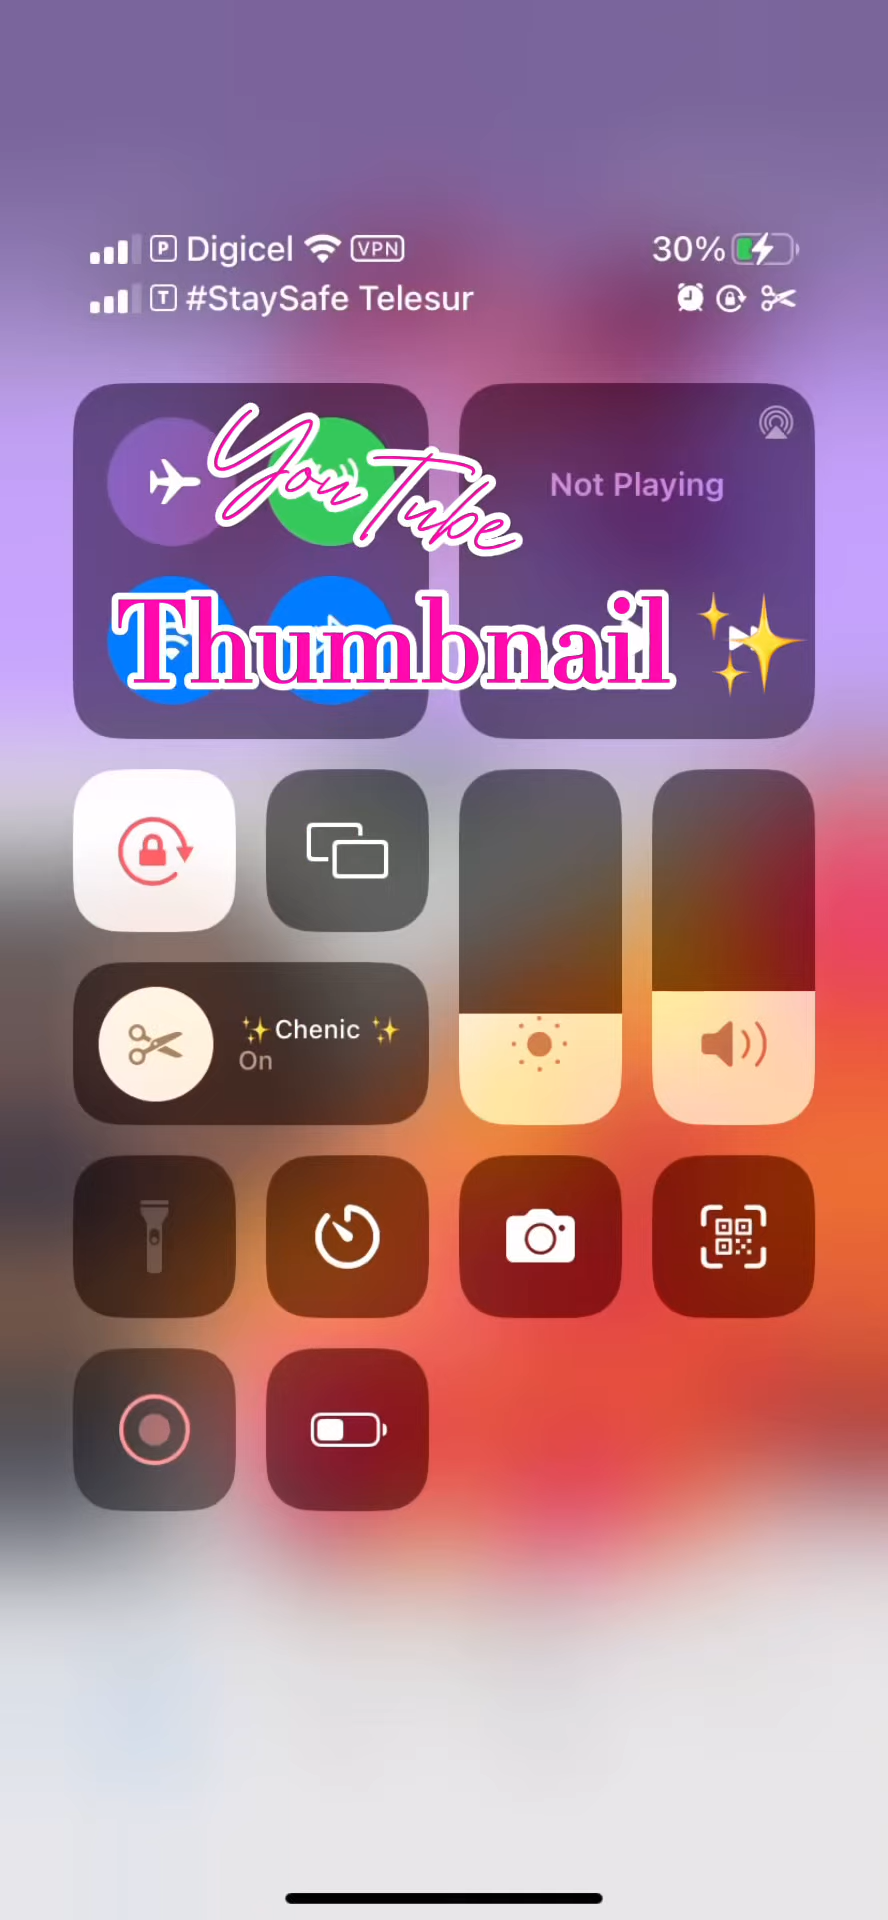 P Digicel VPN 30%
T #StaySafe Telesur
YouTube
Not Playing
Thumbnail ✨
✨Chenic ✨
On